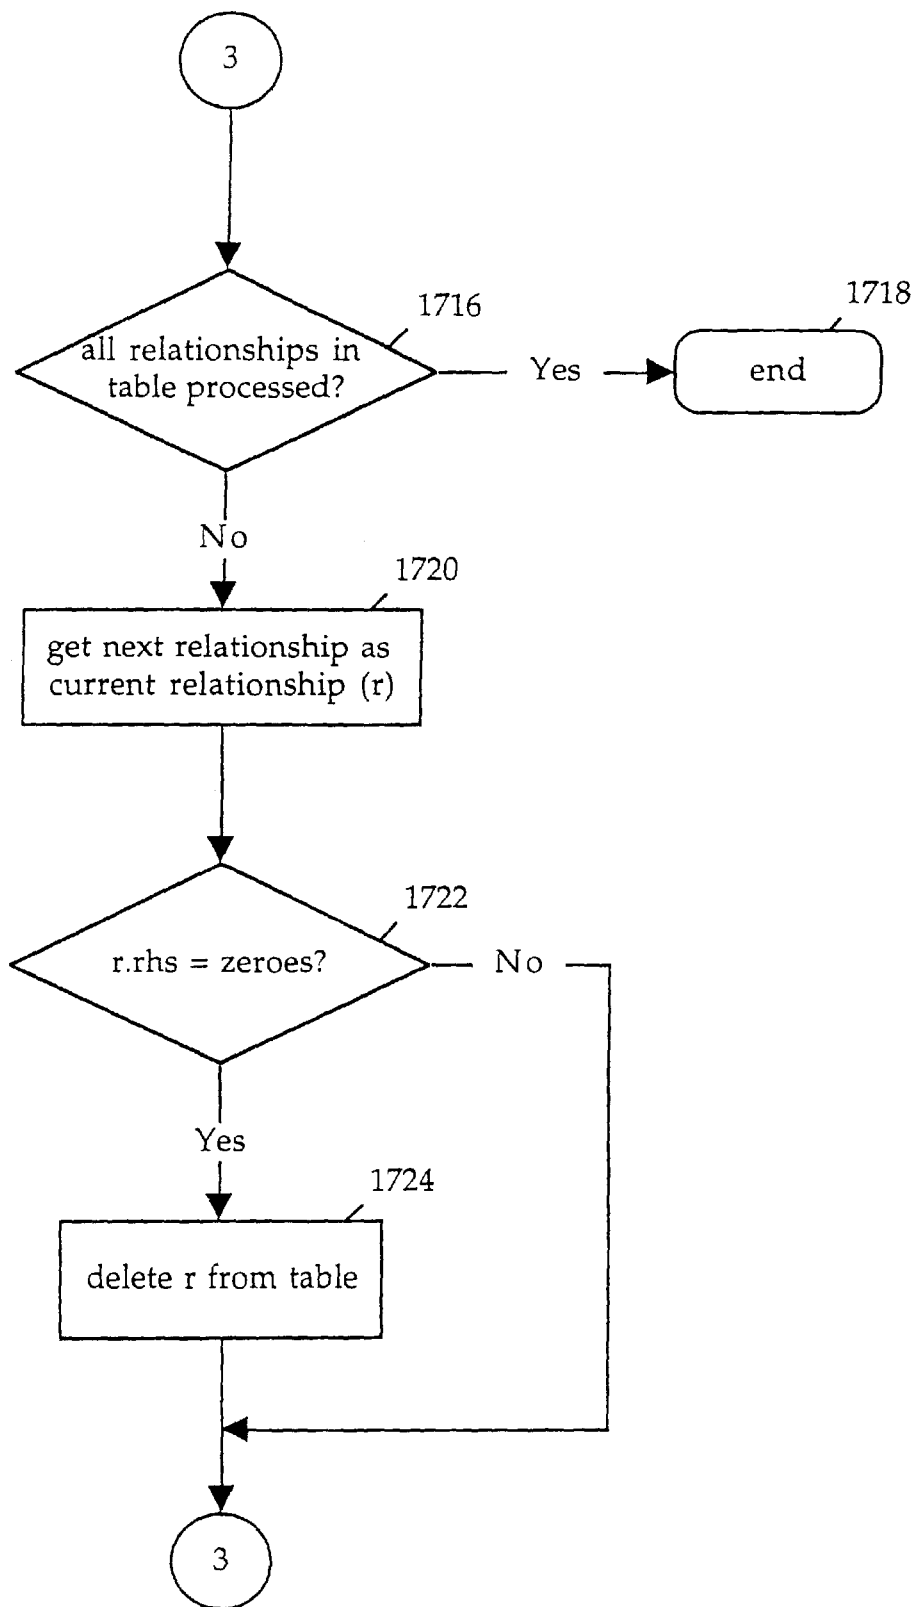 3
1716
all relationships in
table processed?
Yes
1718
end
No
1720
get next relationship as
current relationship (r)
1722
r.rhs = zeroes?
No
Yes
1724
delete r from table
3